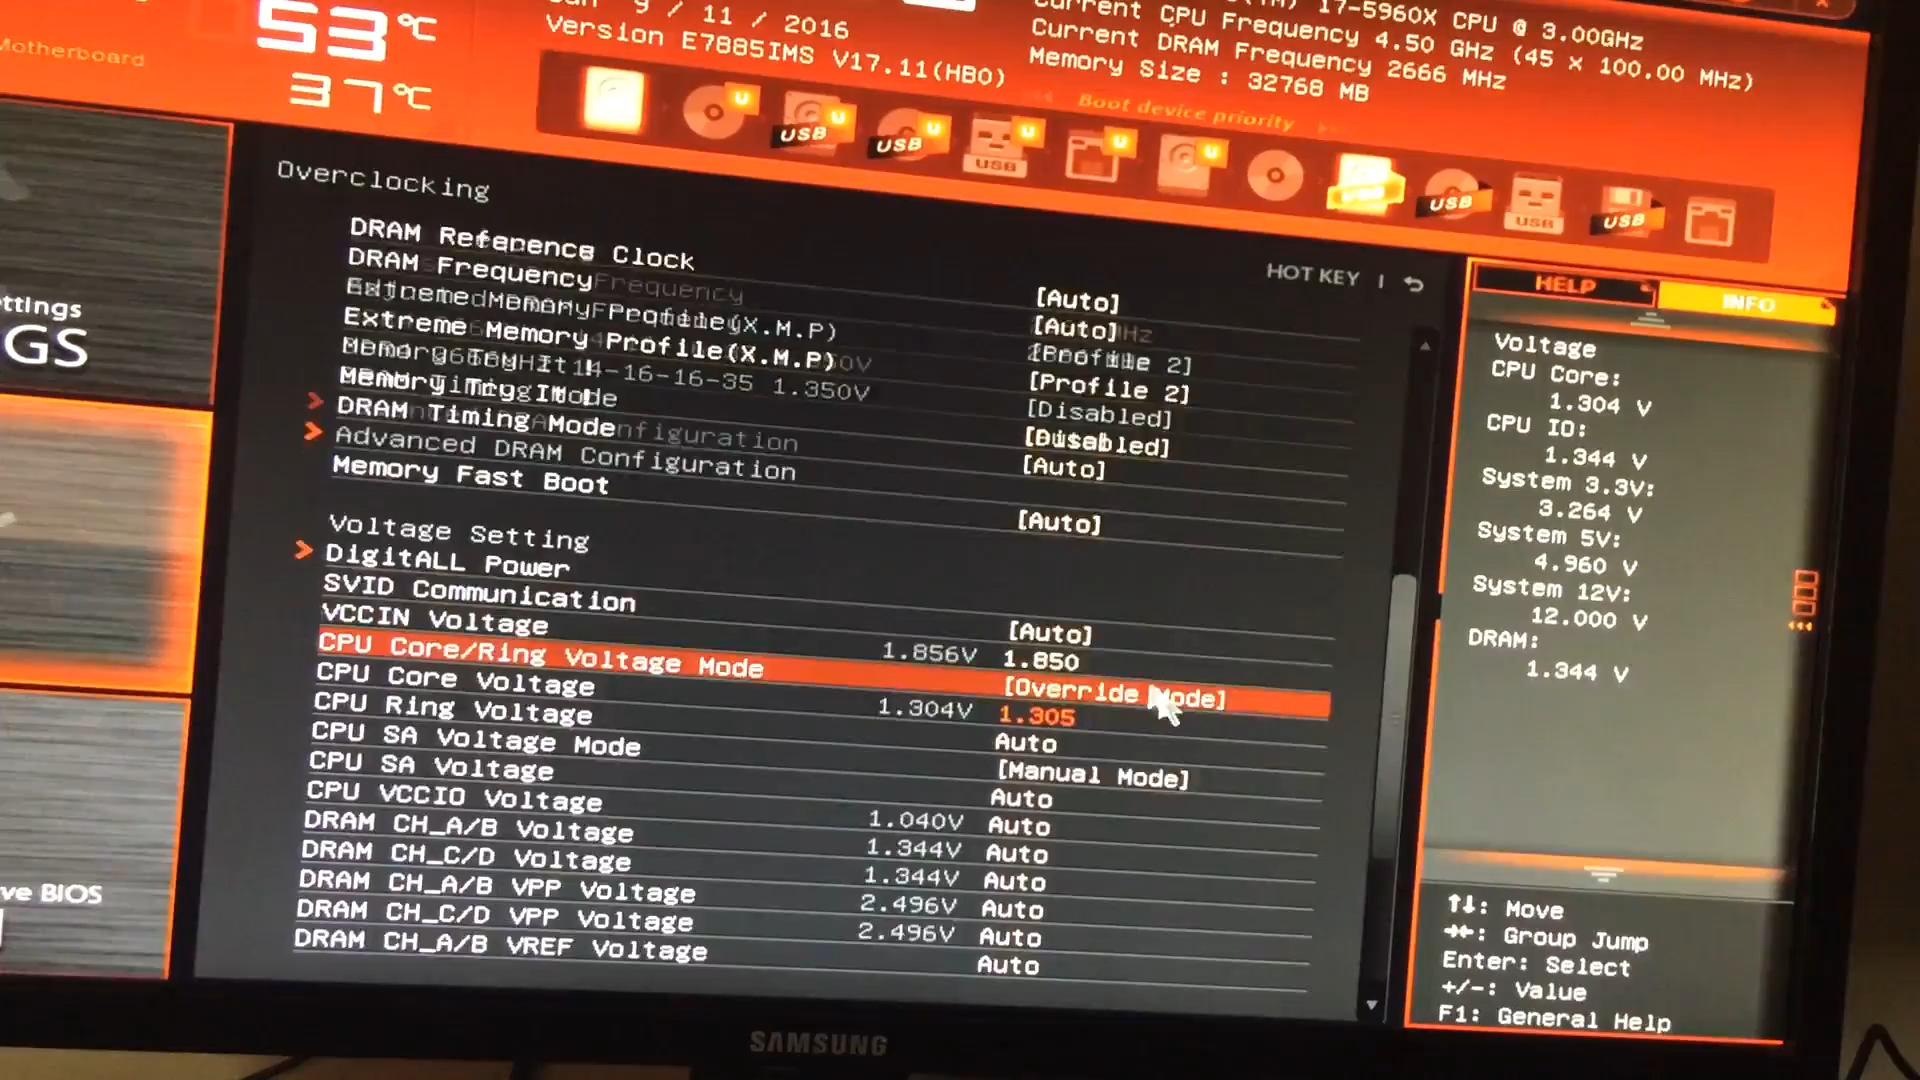 53°C
Motherboard
37°C
9 / 11 / 2016
Version E7885IMS V17.11(HB0)
i7-5960X CPU @ 3.00GHz
Current CPU Frequency 4.50 GHz (45 x 100.00 MHz)
Current DRAM Frequency 2666 MHz
Memory Size : 32768 MB
Boot device priority
U
U USB
U USB
U USB
U
U
USB
USB
USB
Overclocking
HOT KEY
DRAM Reference Clock [Auto]
DRAM Frequency [Auto]
Extreme Memory Profile(X.M.P) [Profile 2]
14-16-16-35 1.350V
Memory Try It ! [Disabled]
DRAM Timing Mode [Auto]
> Advanced DRAM Configuration
Memory Fast Boot [Auto]
Voltage Setting
> DigitALL Power
SVID Communication [Auto]
VCCIN Voltage 1.856V 1.850
CPU Core/Ring Voltage Mode [Override Mode]
CPU Core Voltage 1.304V 1.305
CPU Ring Voltage Auto
CPU SA Voltage Mode [Manual Mode]
CPU SA Voltage Auto
CPU VCCIO Voltage 1.040V Auto
DRAM CH_A/B Voltage 1.344V Auto
DRAM CH_C/D Voltage 1.344V Auto
DRAM CH_A/B VPP Voltage 2.496V Auto
DRAM CH_C/D VPP Voltage 2.496V Auto
DRAM CH_A/B VREF Voltage Auto
ttings
GS
ve BIOS
HELP
INFO
Voltage
CPU Core:
1.304 V
CPU IO:
1.344 V
System 3.3V:
3.264 V
System 5V:
4.960 V
System 12V:
12.000 V
DRAM:
1.344 V
↑↓: Move
→←: Group Jump
Enter: Select
+/-: Value
F1: General Help
SAMSUNG